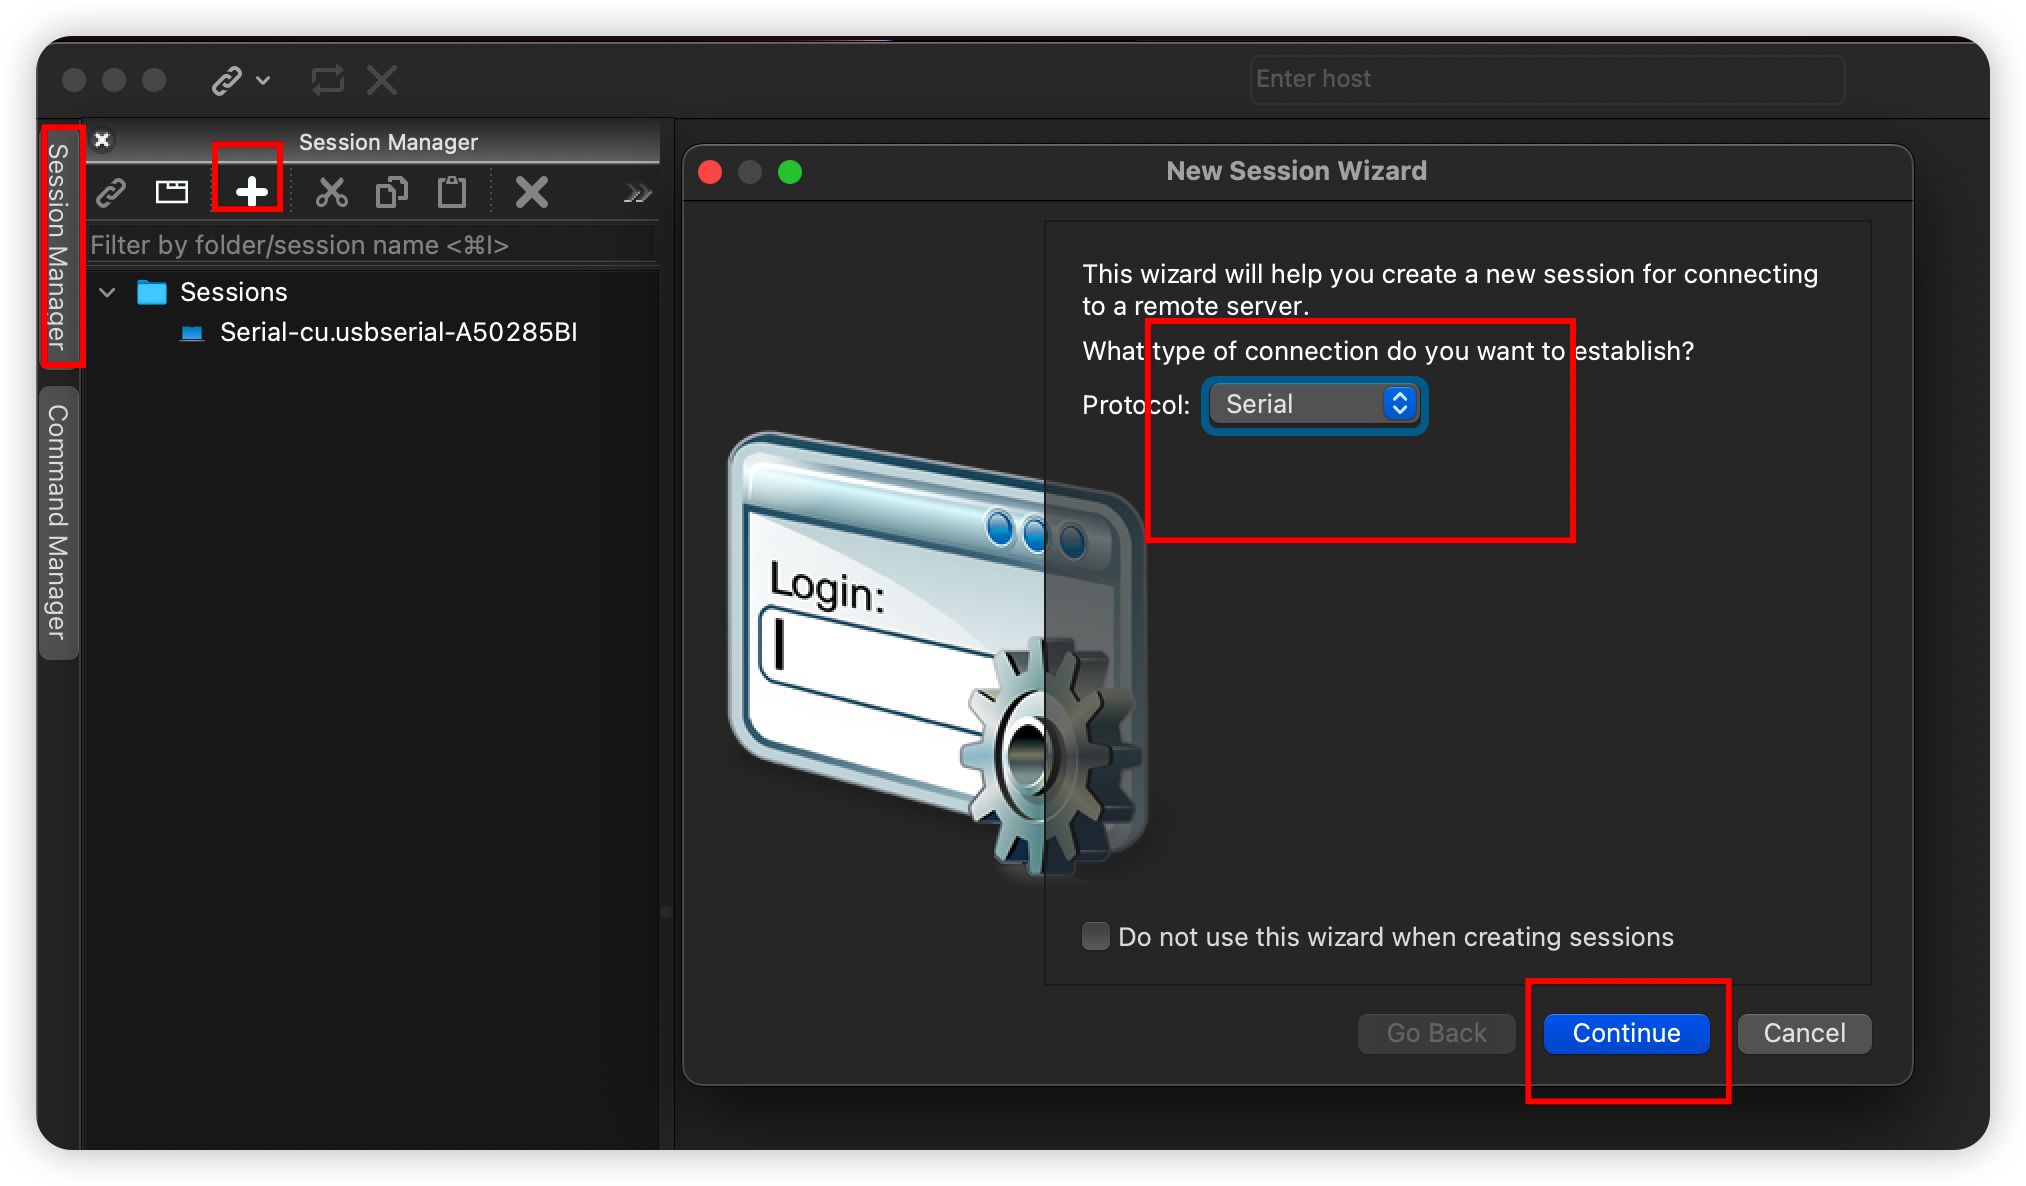 Enter host
Session Manager
Session Manager
Filter by folder/session name <⌘I>
Sessions
Serial-cu.usbserial-A50285BI
Command Manager
New Session Wizard
This wizard will help you create a new session for connecting
to a remote server.
What type of connection do you want to establish?
Protocol: Serial
Login:
Do not use this wizard when creating sessions
Go Back Continue Cancel